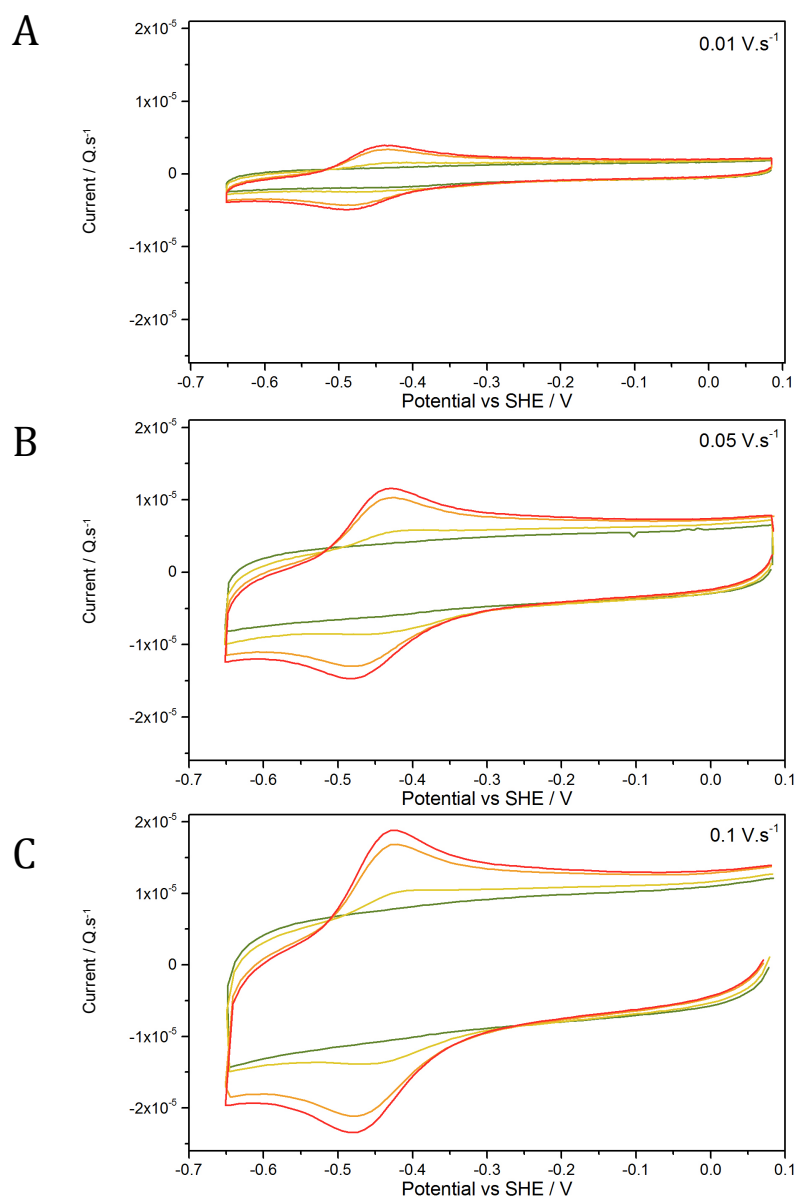 A
0.01 V.s⁻¹
2x10⁻⁵
1x10⁻⁵
0
-1x10⁻⁵
-2x10⁻⁵
Current / Q.s⁻¹
-0.7 -0.6 -0.5 -0.4 -0.3 -0.2 -0.1 0.0 0.1
Potential vs SHE / V
B
0.05 V.s⁻¹
2x10⁻⁵
1x10⁻⁵
0
-1x10⁻⁵
-2x10⁻⁵
Current / Q.s⁻¹
-0.7 -0.6 -0.5 -0.4 -0.3 -0.2 -0.1 0.0 0.1
Potential vs SHE / V
C
0.1 V.s⁻¹
2x10⁻⁵
1x10⁻⁵
0
-1x10⁻⁵
-2x10⁻⁵
Current / Q.s⁻¹
-0.7 -0.6 -0.5 -0.4 -0.3 -0.2 -0.1 0.0 0.1
Potential vs SHE / V